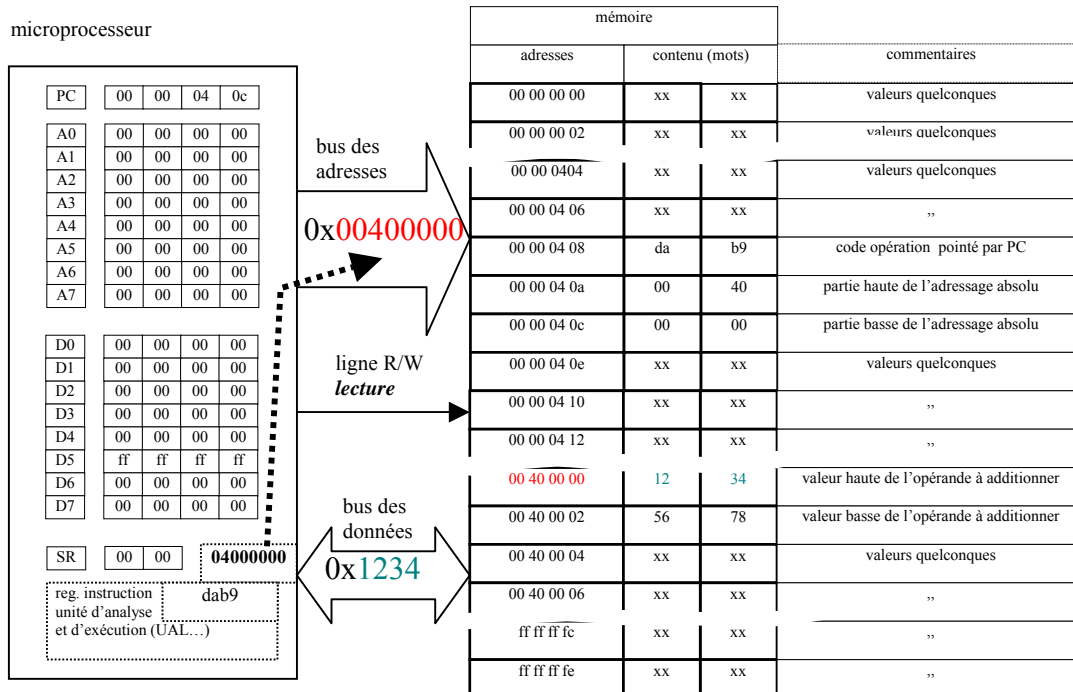 microprocesseur
PC 00 00 04 0c
A0 00 00 00 00
A1 00 00 00 00
A2 00 00 00 00
A3 00 00 00 00
A4 00 00 00 00
A5 00 00 00 00
A6 00 00 00 00
A7 00 00 00 00
D0 00 00 00 00
D1 00 00 00 00
D2 00 00 00 00
D3 00 00 00 00
D4 00 00 00 00
D5 ff ff ff ff
D6 00 00 00 00
D7 00 00 00 00
SR 00 00
04000000
reg. instruction
unité d’analyse
et d’exécution (UAL…)
dab9
bus des
adresses
0x00400000
ligne R/W
lecture
bus des
données
0x1234
mémoire
adresses contenu (mots) commentaires
00 00 00 00 xx xx valeurs quelconques
00 00 00 02 xx xx valeurs quelconques
00 00 0404 xx xx valeurs quelconques
00 00 04 06 xx xx ,,
00 00 04 08 da b9 code opération pointé par PC
00 00 04 0a 00 40 partie haute de l’adressage absolu
00 00 04 0c 00 00 partie basse de l’adressage absolu
00 00 04 0e xx xx valeurs quelconques
00 00 04 10 xx xx ,,
00 00 04 12 xx xx ,,
00 40 00 00 12 34 valeur haute de l’opérande à additionner
00 40 00 02 56 78 valeur basse de l’opérande à additionner
00 40 00 04 xx xx valeurs quelconques
00 40 00 06 xx xx ,,
ff ff ff fc xx xx ,,
ff ff ff fe xx xx ,,